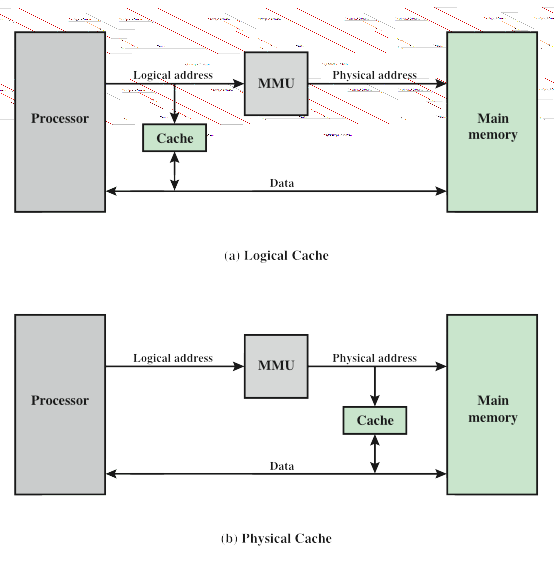 Logical address
MMU
Physical address
Processor
Cache
Main
memory
Data
(a) Logical Cache
Logical address
MMU
Physical address
Processor
Cache
Main
memory
Data
(b) Physical Cache